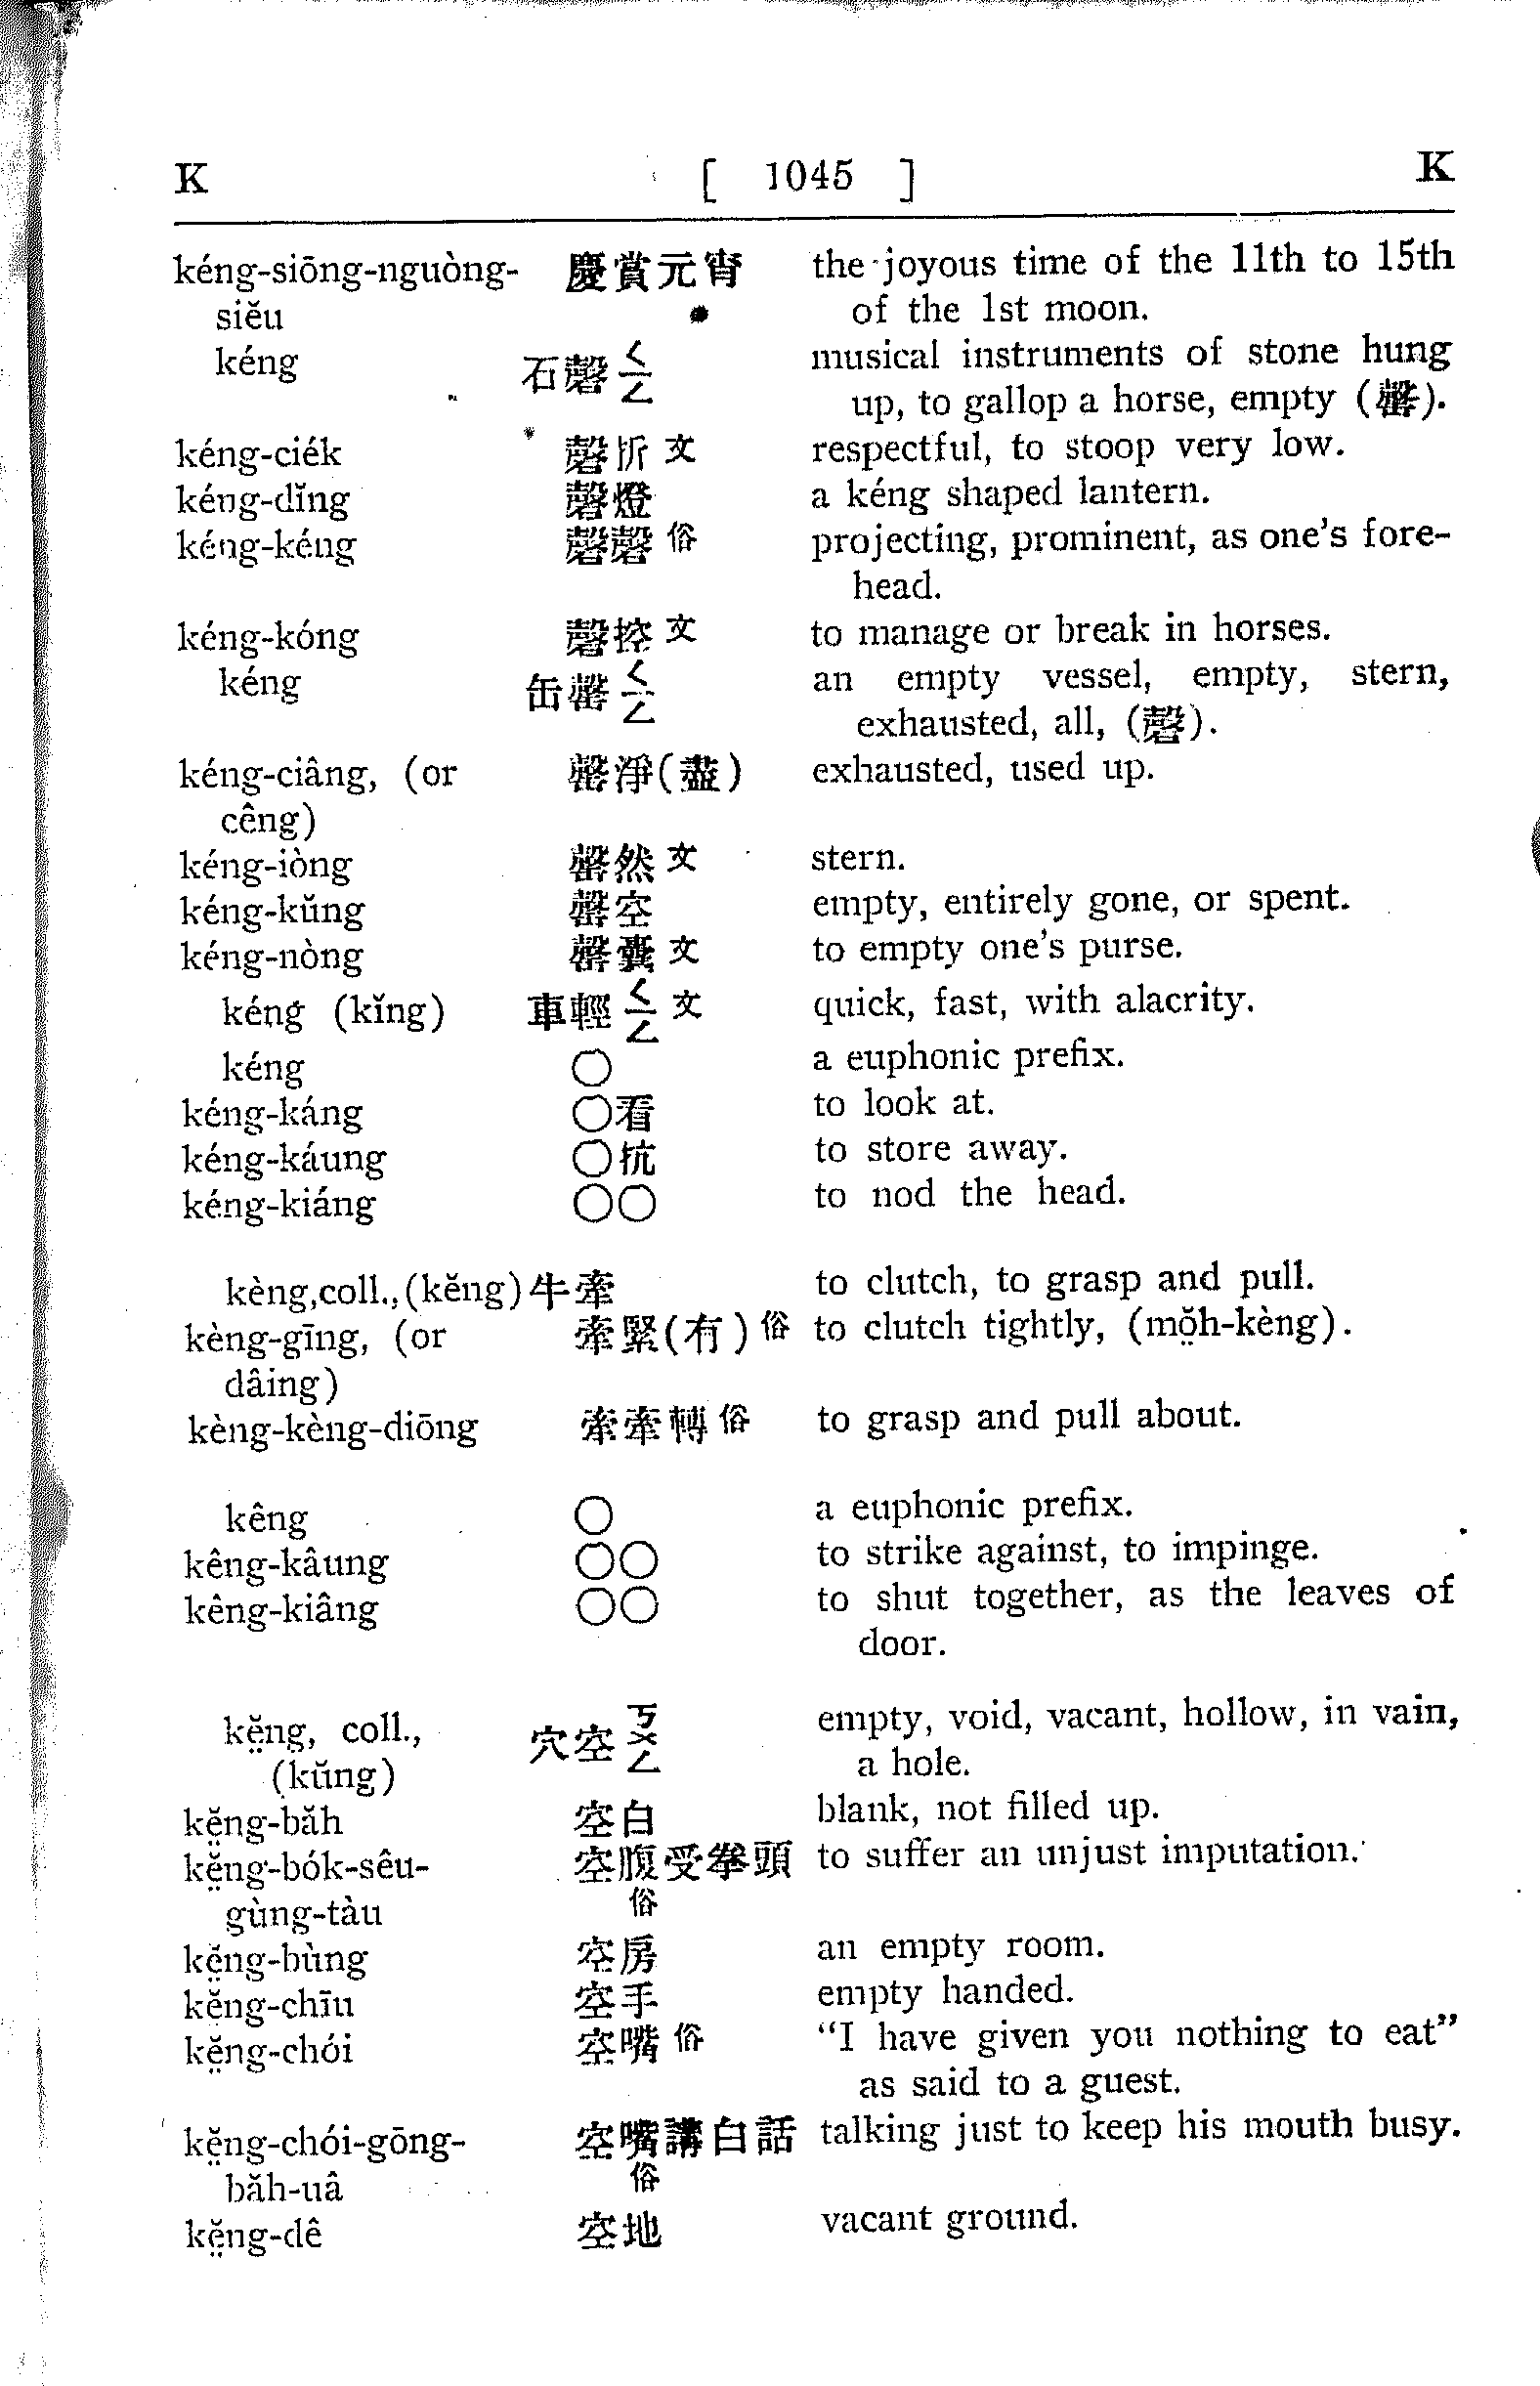 K [ 1045 ] K
kéng-siōng-nguòng- 慶賞元宵 the joyous time of the 11th to 15th
siĕu of the 1st moon.
kéng 石磬ㄑㄧㄥ musical instruments of stone hung
up, to gallop a horse, empty (罄).
kéng-ciék 磬折文 respectful, to stoop very low.
kéng-dĭng 磬燈 a kéng shaped lantern.
kéng-kéng 磬磬俗 projecting, prominent, as one's fore-
head.
kéng-kóng 磬控文 to manage or break in horses.
kéng 缶罄ㄑㄧㄥ an empty vessel, empty, stern,
exhausted, all, (磬).
kéng-ciâng, (or 罄淨(盡) exhausted, used up.
cêng)
kéng-iòng 罄然文 stern.
kéng-kŭng 罄空 empty, entirely gone, or spent.
kéng-nòng 罄囊文 to empty one's purse.
kéng (kĭng) 車輕ㄑㄧㄥ文 quick, fast, with alacrity.
kéng ○ a euphonic prefix.
kéng-káng ○看 to look at.
kéng-káung ○抗 to store away.
kéng-kiáng ○○ to nod the head.
kèng,coll.,(kĕng) 牛牽 to clutch, to grasp and pull.
kèng-gīng, (or 牽緊(有)俗 to clutch tightly, (mŏ̤h-kèng).
dâing)
kèng-kèng-diōng 牽牽轉俗 to grasp and pull about.
kêng ○ a euphonic prefix.
kêng-kâung ○○ to strike against, to impinge.
kêng-kiâng ○○ to shut together, as the leaves of
door.
kĕ̤ng, coll., 穴空ㄎㄨㄥ empty, void, vacant, hollow, in vain,
(kŭng) a hole.
kĕ̤ng-băh 空白 blank, not filled up.
kĕ̤ng-bók-sêu- 空腹受拳頭 to suffer an unjust imputation.
gùng-tàu 俗
kĕ̤ng-bùng 空房 an empty room.
kĕ̤ng-chīu 空手 empty handed.
kĕ̤ng-chói 空嘴俗 "I have given you nothing to eat"
as said to a guest.
kĕ̤ng-chói-gōng- 空嘴講白話 talking just to keep his mouth busy.
băh-uâ 俗
kĕ̤ng-dê 空地 vacant ground.